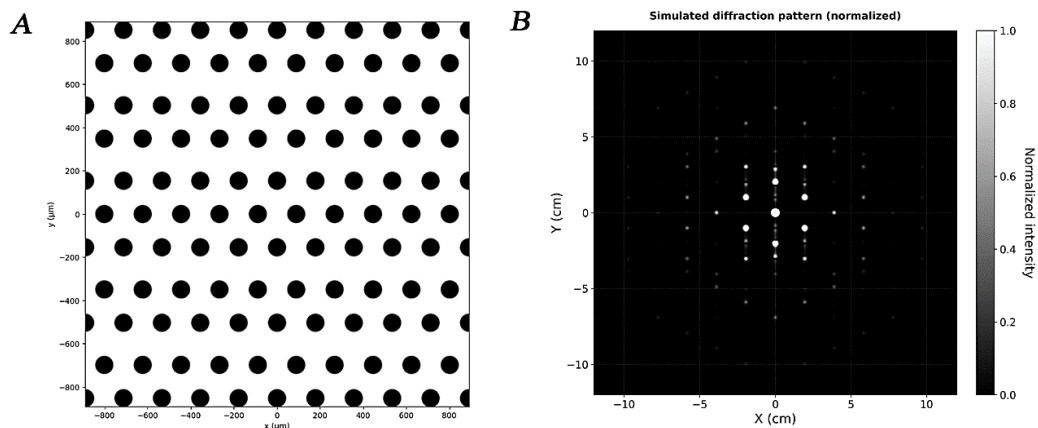 A
800
600
400
200
0
−200
−400
−600
−800
y (μm)
−800 −600 −400 −200 0 200 400 600 800
x (μm)
B
Simulated diffraction pattern (normalized)
10
5
0
−5
−10
Y (cm)
−10 −5 0 5 10
X (cm)
1.0
0.8
0.6
0.4
0.2
0.0
Normalized intensity